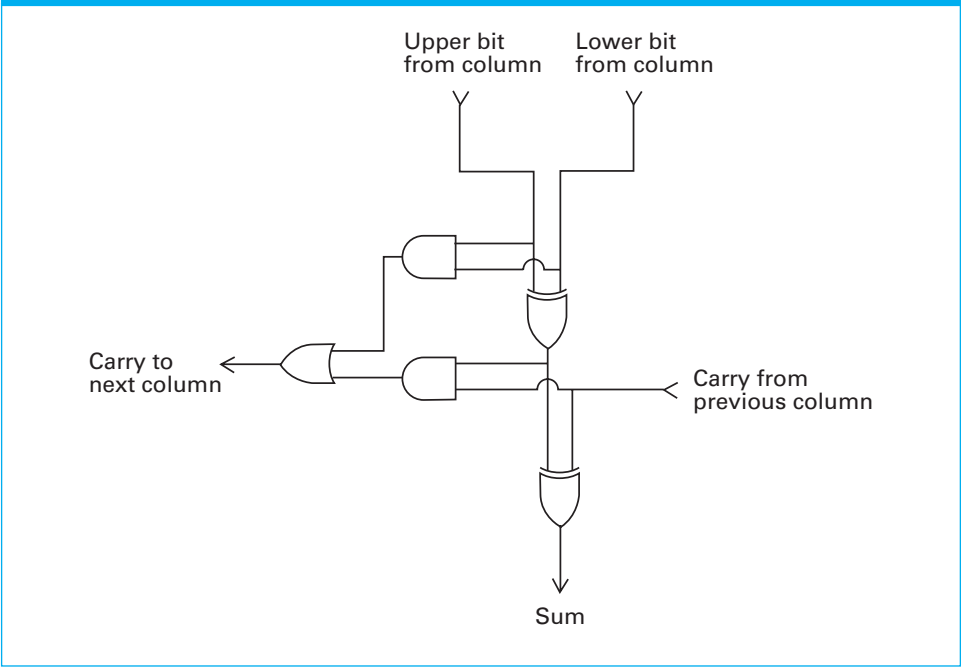 Upper bit
from column
Lower bit
from column
Carry to
next column
Carry from
previous column
Sum